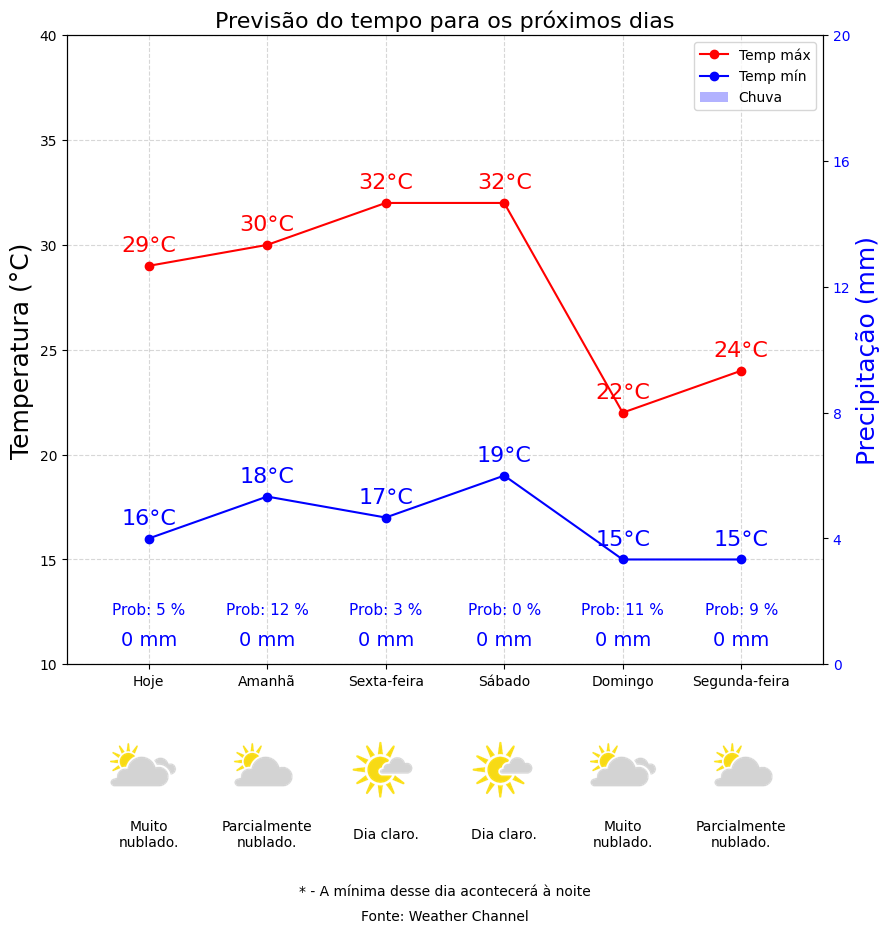 Previsão do tempo para os próximos dias
Temp máx
Temp mín
Chuva
Temperatura (°C)
40
35
30
25
20
15
10
Precipitação (mm)
20
16
12
8
4
0
29°C
30°C
32°C
32°C
22°C
24°C
16°C
18°C
17°C
19°C
15°C
15°C
Prob: 5 %
Prob: 12 %
Prob: 3 %
Prob: 0 %
Prob: 11 %
Prob: 9 %
0 mm
0 mm
0 mm
0 mm
0 mm
0 mm
Hoje
Amanhã
Sexta-feira
Sábado
Domingo
Segunda-feira
Muito
nublado.
Parcialmente
nublado.
Dia claro.
Dia claro.
Muito
nublado.
Parcialmente
nublado.
* - A mínima desse dia acontecerá à noite
Fonte: Weather Channel